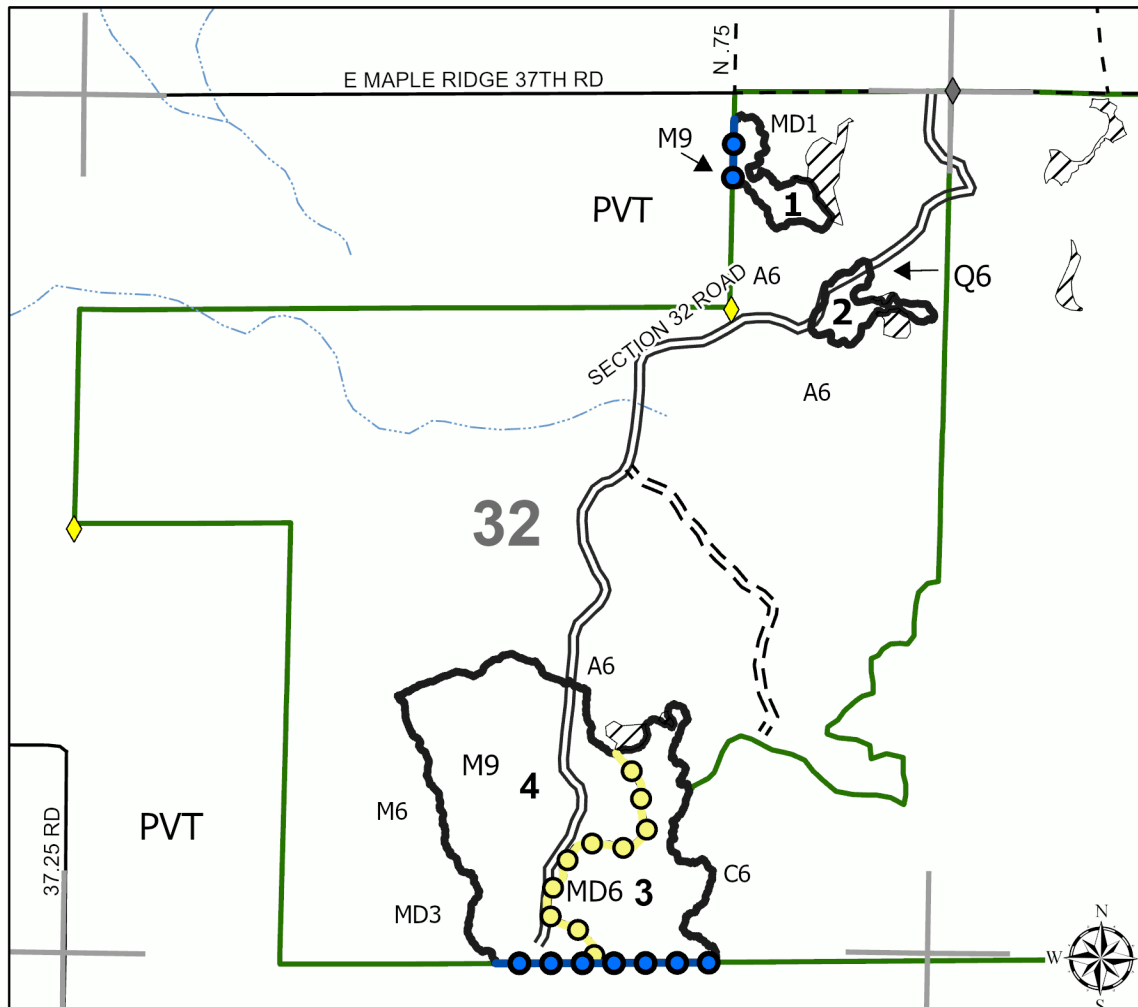 N .75
E MAPLE RIDGE 37TH RD
MD1
M9
1
PVT
A6
Q6
2
SECTION 32 ROAD
A6
32
A6
M9
4
M6
PVT
37.25 RD
C6
MD6
3
MD3
N
W
E
S